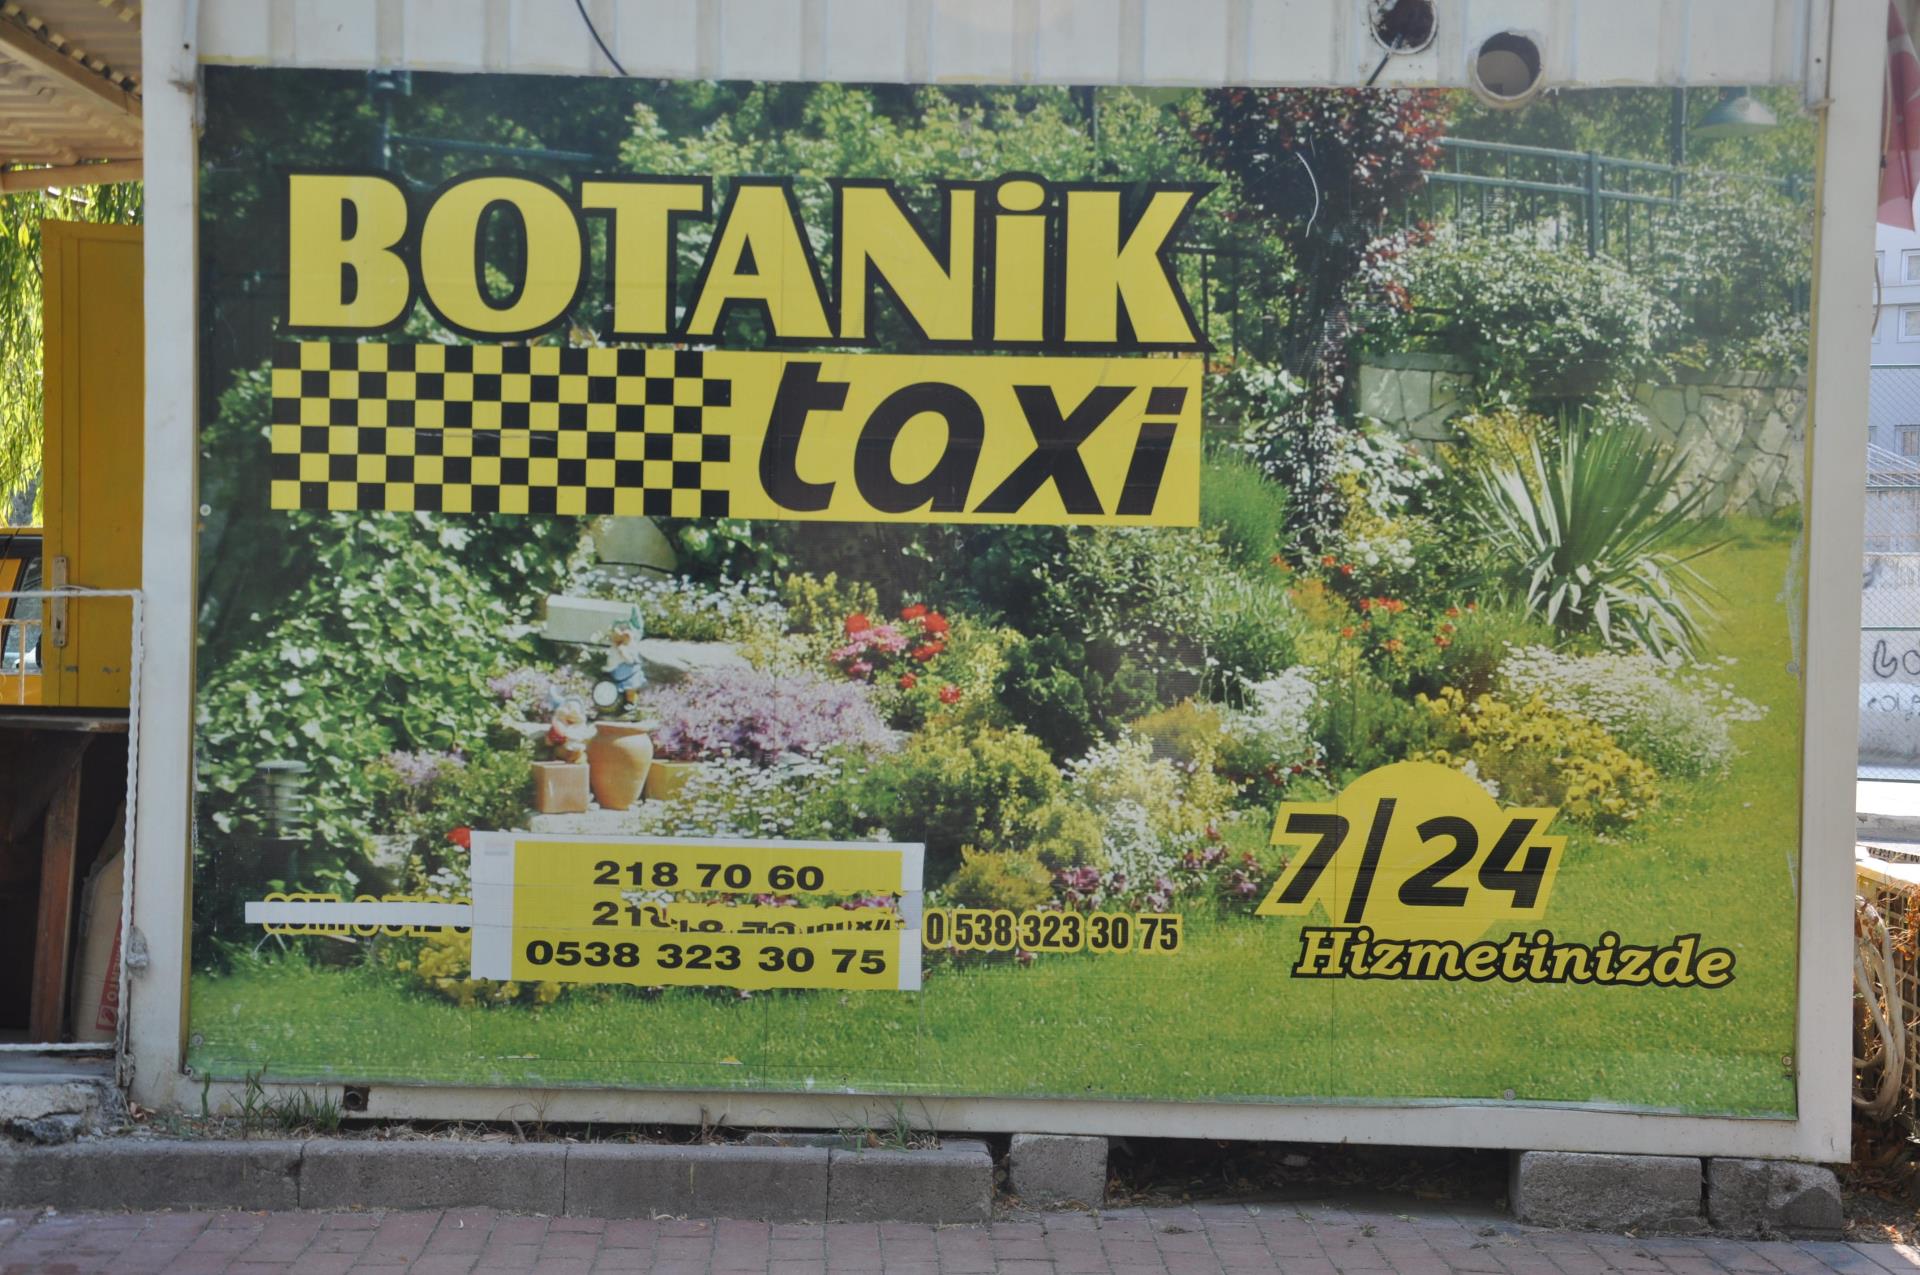 BOTANiK
taxi
218 70 60
0538 323 30 75
0 538 323 30 75
7|24
Hizmetinizde